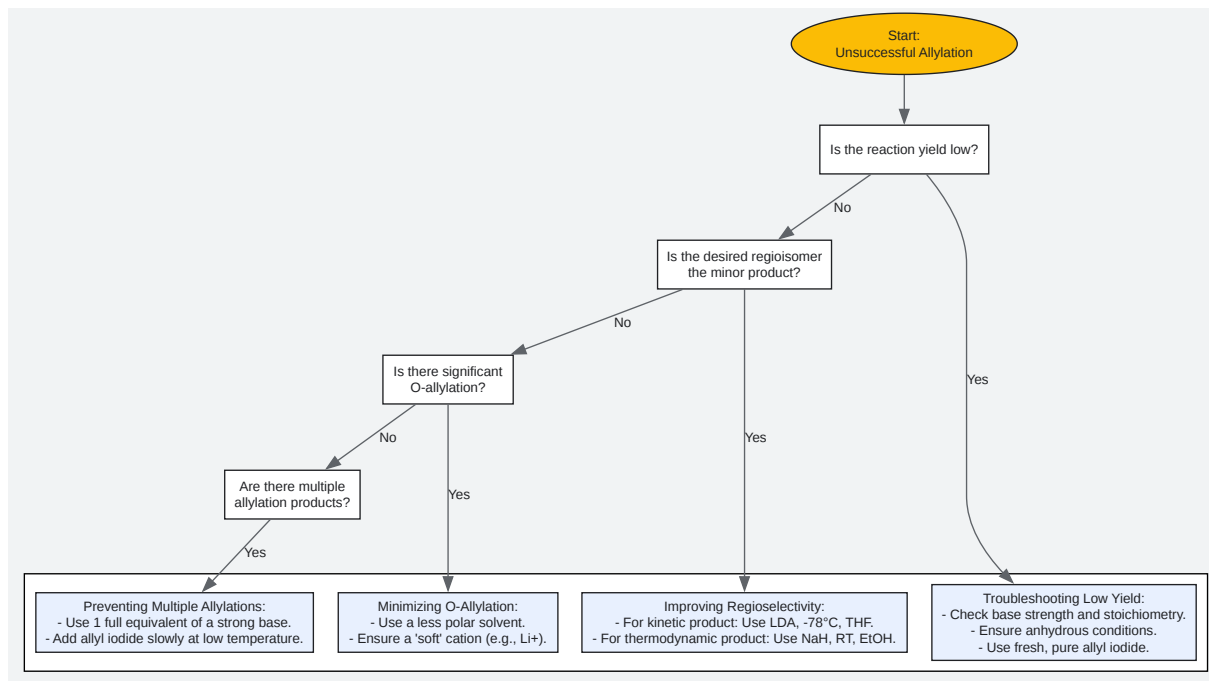 Start:
Unsuccessful Allylation
Is the reaction yield low?
No
Is the desired regioisomer
the minor product?
No
Is there significant
O-allylation?
Yes
No
Yes
Are there multiple
allylation products?
Yes
Yes
Preventing Multiple Allylations:
- Use 1 full equivalent of a strong base.
- Add allyl iodide slowly at low temperature.
Minimizing O-Allylation:
- Use a less polar solvent.
- Ensure a 'soft' cation (e.g., Li+).
Improving Regioselectivity:
- For kinetic product: Use LDA, -78°C, THF.
- For thermodynamic product: Use NaH, RT, EtOH.
Troubleshooting Low Yield:
- Check base strength and stoichiometry.
- Ensure anhydrous conditions.
- Use fresh, pure allyl iodide.